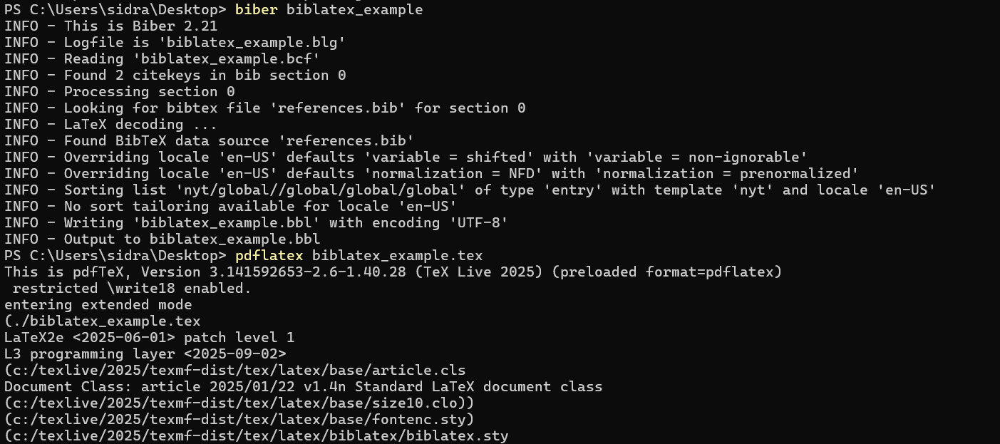 PS C:\Users\sidra\Desktop> biber biblatex_example
INFO - This is Biber 2.21
INFO - Logfile is 'biblatex_example.blg'
INFO - Reading 'biblatex_example.bcf'
INFO - Found 2 citekeys in bib section 0
INFO - Processing section 0
INFO - Looking for bibtex file 'references.bib' for section 0
INFO - LaTeX decoding ...
INFO - Found BibTeX data source 'references.bib'
INFO - Overriding locale 'en-US' defaults 'variable = shifted' with 'variable = non-ignorable'
INFO - Overriding locale 'en-US' defaults 'normalization = NFD' with 'normalization = prenormalized'
INFO - Sorting list 'nyt/global//global/global/global' of type 'entry' with template 'nyt' and locale 'en-US'
INFO - No sort tailoring available for locale 'en-US'
INFO - Writing 'biblatex_example.bbl' with encoding 'UTF-8'
INFO - Output to biblatex_example.bbl
PS C:\Users\sidra\Desktop> pdflatex biblatex_example.tex
This is pdfTeX, Version 3.141592653-2.6-1.40.28 (TeX Live 2025) (preloaded format=pdflatex)
 restricted \write18 enabled.
entering extended mode
(./biblatex_example.tex
LaTeX2e <2025-06-01> patch level 1
L3 programming layer <2025-09-02>
(c:/texlive/2025/texmf-dist/tex/latex/base/article.cls
Document Class: article 2025/01/22 v1.4n Standard LaTeX document class
(c:/texlive/2025/texmf-dist/tex/latex/base/size10.clo))
(c:/texlive/2025/texmf-dist/tex/latex/base/fontenc.sty)
(c:/texlive/2025/texmf-dist/tex/latex/biblatex/biblatex.sty